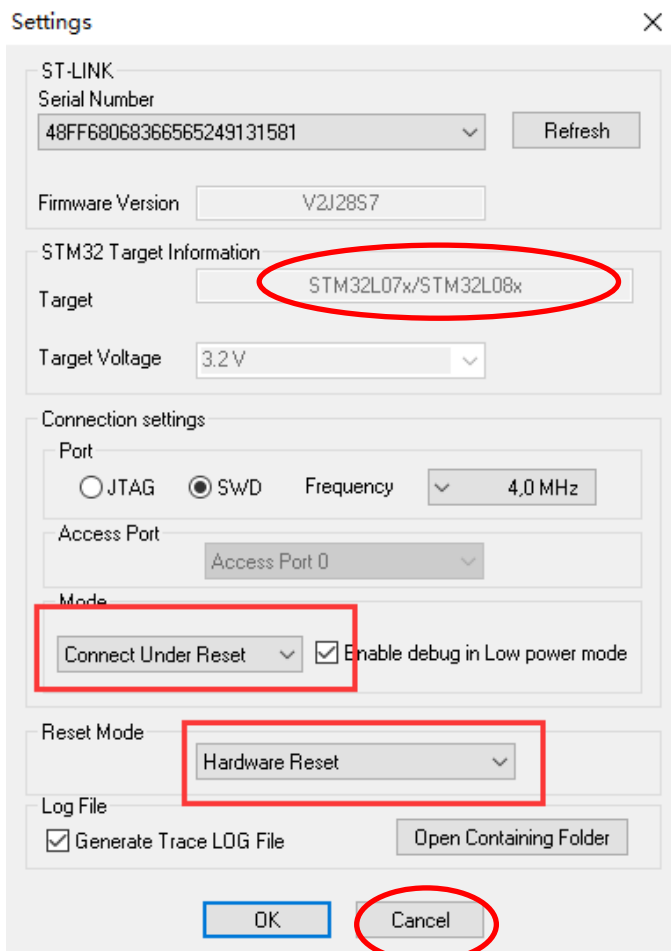 Settings
ST-LINK
Serial Number
48FF68068366565249131581
Refresh
Firmware Version V2J28S7
STM32 Target Information
Target STM32L07x/STM32L08x
Target Voltage 3.2 V
Connection settings
Port
JTAG SWD Frequency 4,0 MHz
Access Port
Access Port 0
Mode
Connect Under Reset Enable debug in Low power mode
Reset Mode
Hardware Reset
Log File
Generate Trace LOG File Open Containing Folder
OK Cancel